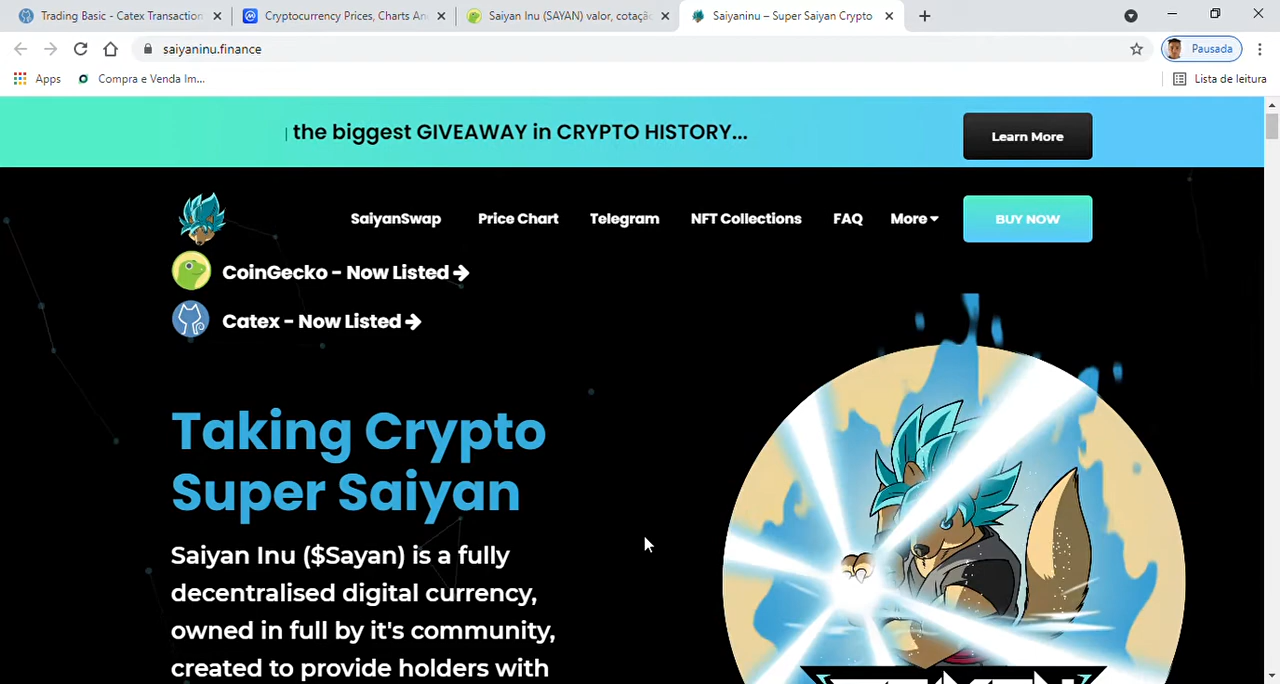 Trading Basic - Catex Transaction
Cryptocurrency Prices, Charts An
Saiyan Inu (SAYAN) valor, cotação
Saiyaninu – Super Saiyan Crypto
saiyaninu.finance
Pausada
Apps
Compra e Venda Im...
Lista de leitura
the biggest GIVEAWAY in CRYPTO HISTORY...
Learn More
SaiyanSwap
Price Chart
Telegram
NFT Collections
FAQ
More
BUY NOW
CoinGecko - Now Listed
Catex - Now Listed
Taking Crypto
Super Saiyan
Saiyan Inu ($Sayan) is a fully
decentralised digital currency,
owned in full by it's community,
created to provide holders with